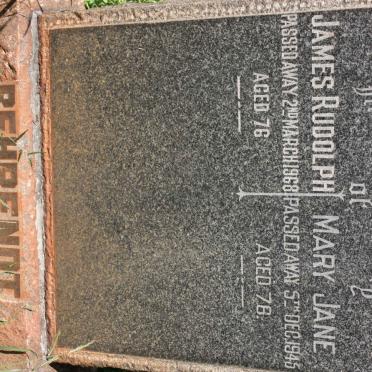 of
JAMES RUDOLPH MARY JANE
PASSED AWAY 2ND MARCH 1968 PASSED AWAY 5TH DEC. 1945
AGED 76 AGED 78
BEHRENDT